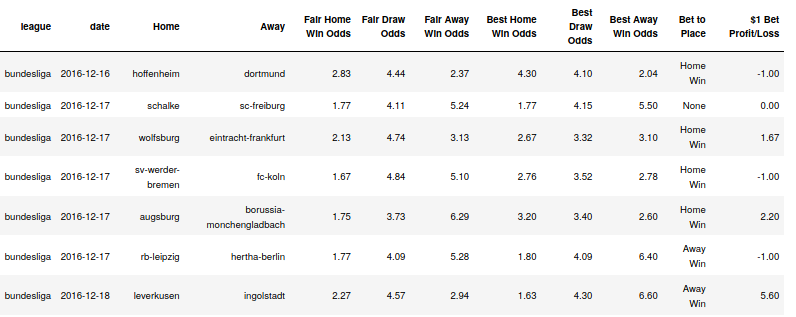 league date Home Away Fair Home Win Odds Fair Draw Odds Fair Away Win Odds Best Home Win Odds Best Draw Odds Best Away Win Odds Bet to Place $1 Bet Profit/Loss
bundesliga 2016-12-16 hoffenheim dortmund 2.83 4.44 2.37 4.30 4.10 2.04 Home Win -1.00
bundesliga 2016-12-17 schalke sc-freiburg 1.77 4.11 5.24 1.77 4.15 5.50 None 0.00
bundesliga 2016-12-17 wolfsburg eintracht-frankfurt 2.13 4.74 3.13 2.67 3.32 3.10 Home Win 1.67
bundesliga 2016-12-17 sv-werder-bremen fc-koln 1.67 4.84 5.10 2.76 3.52 2.78 Home Win -1.00
bundesliga 2016-12-17 augsburg borussia-monchengladbach 1.75 3.73 6.29 3.20 3.40 2.60 Home Win 2.20
bundesliga 2016-12-17 rb-leipzig hertha-berlin 1.77 4.09 5.28 1.80 4.09 6.40 Away Win -1.00
bundesliga 2016-12-18 leverkusen ingolstadt 2.27 4.57 2.94 1.63 4.30 6.60 Away Win 5.60